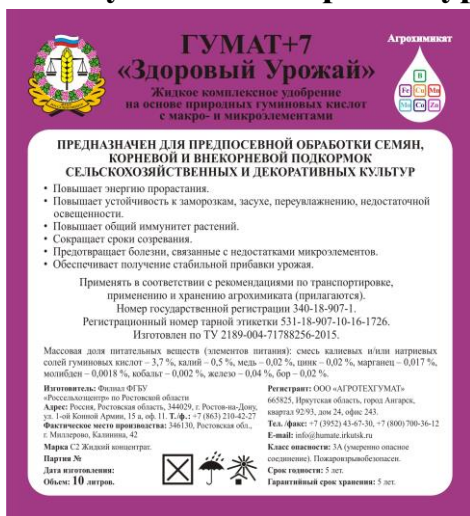 ГУМАТ+7
«Здоровый Урожай»
Жидкое комплексное удобрение
на основе природных гуминовых кислот
с макро- и микроэлементами
Агрохимикат
B
Fe Cu Mn
Mo Co Zn
ПРЕДНАЗНАЧЕН ДЛЯ ПРЕДПОСЕВНОЙ ОБРАБОТКИ СЕМЯН,
КОРНЕВОЙ И ВНЕКОРНЕВОЙ ПОДКОРМОК
СЕЛЬСКОХОЗЯЙСТВЕННЫХ И ДЕКОРАТИВНЫХ КУЛЬТУР
• Повышает энергию прорастания.
• Повышает устойчивость к заморозкам, засухе, переувлажнению, недостаточной
освещенности.
• Повышает общий иммунитет растений.
• Сокращает сроки созревания.
• Предотвращает болезни, связанные с недостатками микроэлементов.
• Обеспечивает получение стабильной прибавки урожая.
Применять в соответствии с рекомендациями по транспортировке,
применению и хранению агрохимиката (прилагаются).
Номер государственной регистрации 340-18-907-1.
Регистрационный номер тарной этикетки 531-18-907-10-16-1726.
Изготовлен по ТУ 2189-004-71788256-2015.
Массовая доля питательных веществ (элементов питания): смесь калиевых и/или натриевых
солей гуминовых кислот – 3,7 %, калий – 0,5 %, медь – 0,02 %, цинк – 0,02 %, марганец – 0,017 %,
молибден – 0,0018 %, кобальт – 0,002 %, железо – 0,04 %, бор – 0,02 %.
Изготовитель: Филиал ФГБУ
«Россельхозцентр» по Ростовской области
Адрес: Россия, Ростовская область, 344029, г. Ростов-на-Дону,
ул. 1-ой Конной Армии, 15 а, оф. 11. Т./ф.: +7 (863) 210-42-27
Фактическое место производства: 346130, Ростовская обл.,
г. Миллерово, Калинина, 42
Марка С2 Жидкий концентрат.
Партия №
Дата изготовления:
Объем: 10 литров.
Регистрант: ООО «АГРОТЕХГУМАТ»
665825, Иркутская область, город Ангарск,
квартал 92/93, дом 24, офис 243.
Тел. /факс: +7 (3952) 43-67-30, +7 (800) 700-36-12
E-mail: info@humate.irkutsk.ru
Класс опасности: 3А (умеренно опасное
соединение). Пожаровзрывобезопасен.
Срок годности: 5 лет.
Гарантийный срок хранения: 5 лет.